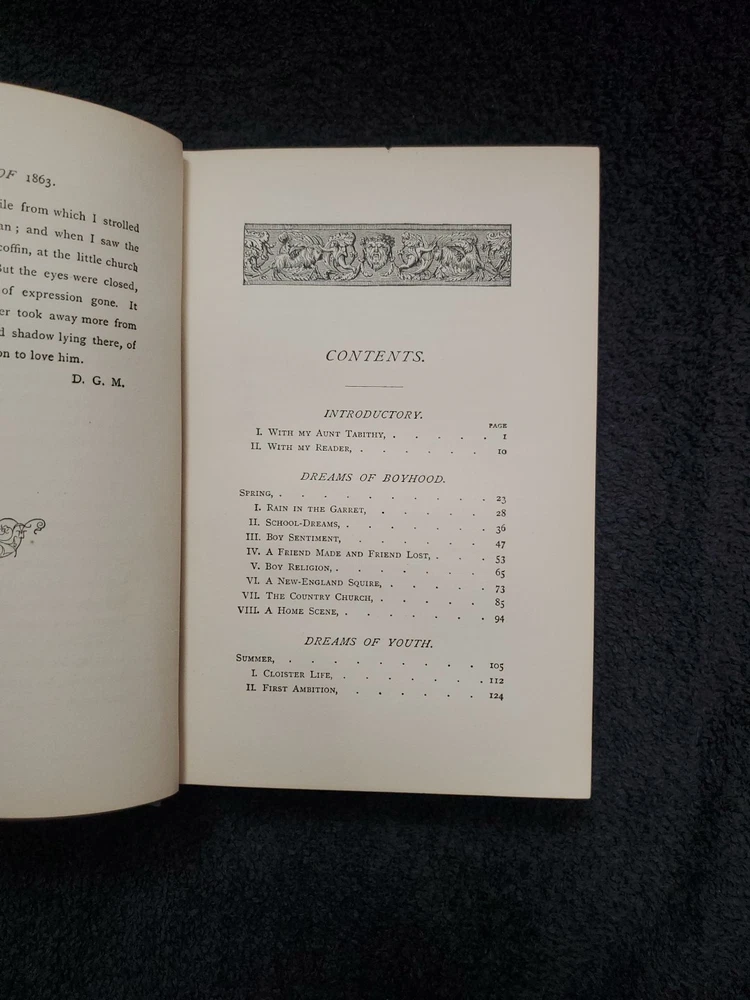 OF 1863.
ile from which I strolled
; and when I saw the
coffin, at the little church
But the eyes were closed,
of expression gone. It
took away more from
shadow lying there, of
to love him.
D. G. M.
CONTENTS.
INTRODUCTORY.
PAGE
I. WITH MY AUNT TABITHY, . . . . . 1
II. WITH MY READER, . . . . . . 10
DREAMS OF BOYHOOD.
SPRING, . . . . . . . . . . 23
I. RAIN IN THE GARRET, . . . . . . 28
II. SCHOOL-DREAMS, . . . . . . . 36
III. BOY SENTIMENT, . . . . . . . 47
IV. A FRIEND MADE AND FRIEND LOST, . . . . 53
V. BOY RELIGION, . . . . . . . 65
VI. A NEW-ENGLAND SQUIRE, . . . . . 73
VII. THE COUNTRY CHURCH, . . . . . . 85
VIII. A HOME SCENE, . . . . . . . 94
DREAMS OF YOUTH.
SUMMER, . . . . . . . . . 105
I. CLOISTER LIFE, . . . . . . . 112
II. FIRST AMBITION, . . . . . . 124